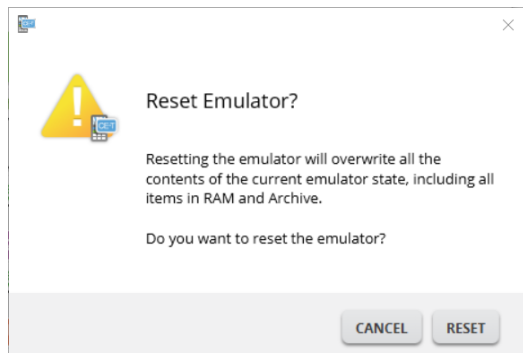 Reset Emulator?
Resetting the emulator will overwrite all the
contents of the current emulator state, including all
items in RAM and Archive.
Do you want to reset the emulator?
CANCEL RESET